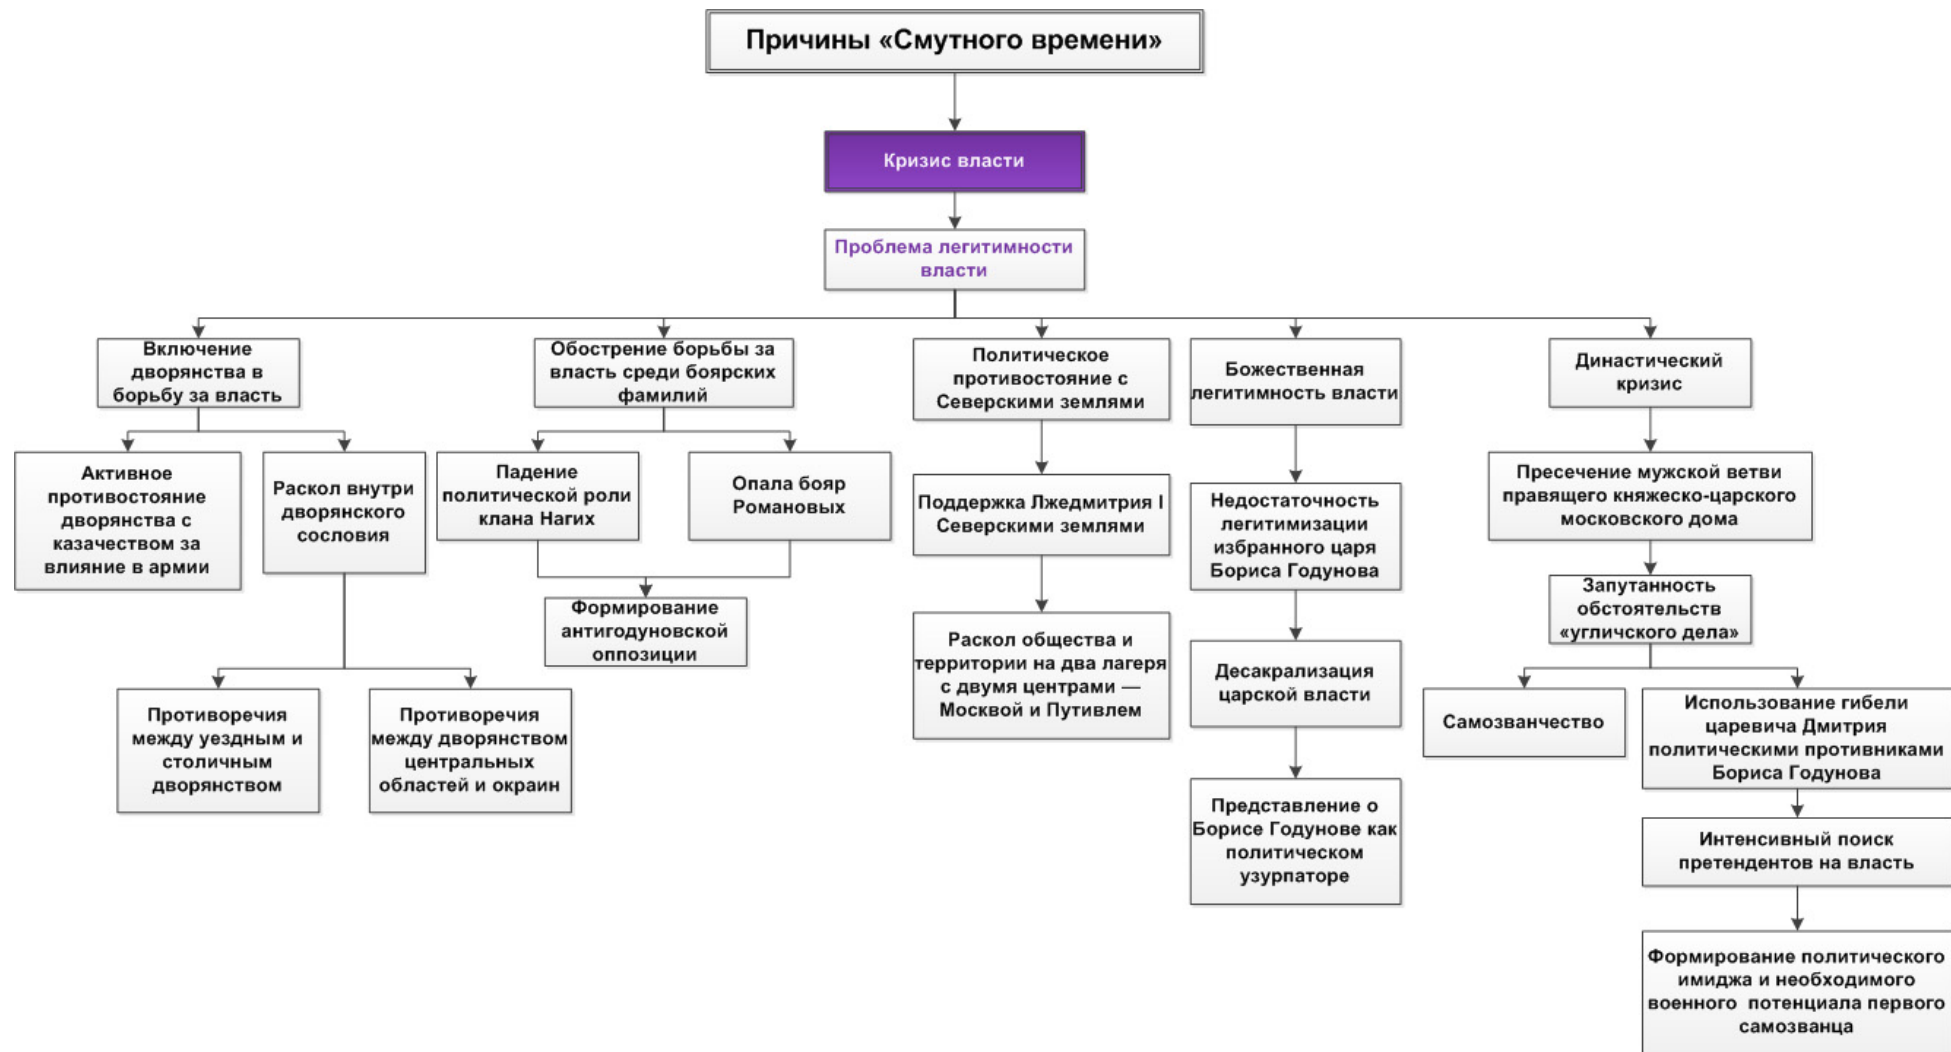 Причины «Смутного времени»
Кризис власти
Проблема легитимности
власти
Включение
дворянства в
борьбу за власть
Обострение борьбы за
власть среди боярских
фамилий
Политическое
противостояние с
Северскими землями
Божественная
легитимность власти
Династический
кризис
Активное
противостояние
дворянства с
казачеством за
влияние в армии
Раскол внутри
дворянского
сословия
Падение
политической роли
клана Нагих
Опала бояр
Романовых
Поддержка Лжедмитрия I
Северскими землями
Недостаточность
легитимизации
избранного царя
Бориса Годунова
Пресечение мужской ветви
правящего княжеско-царского
московского дома
Формирование
антигодуновской
оппозиции
Раскол общества и
территории на два лагеря
с двумя центрами —
Москвой и Путивлем
Десакрализация
царской власти
Запутанность
обстоятельств
«угличского дела»
Противоречия
между уездным и
столичным
дворянством
Противоречия
между дворянством
центральных
областей и окраин
Представление о
Борисе Годунове как
политическом
узурпаторе
Самозванчество
Использование гибели
царевича Дмитрия
политическими противниками
Бориса Годунова
Интенсивный поиск
претендентов на власть
Формирование политического
имиджа и необходимого
военного потенциала первого
самозванца